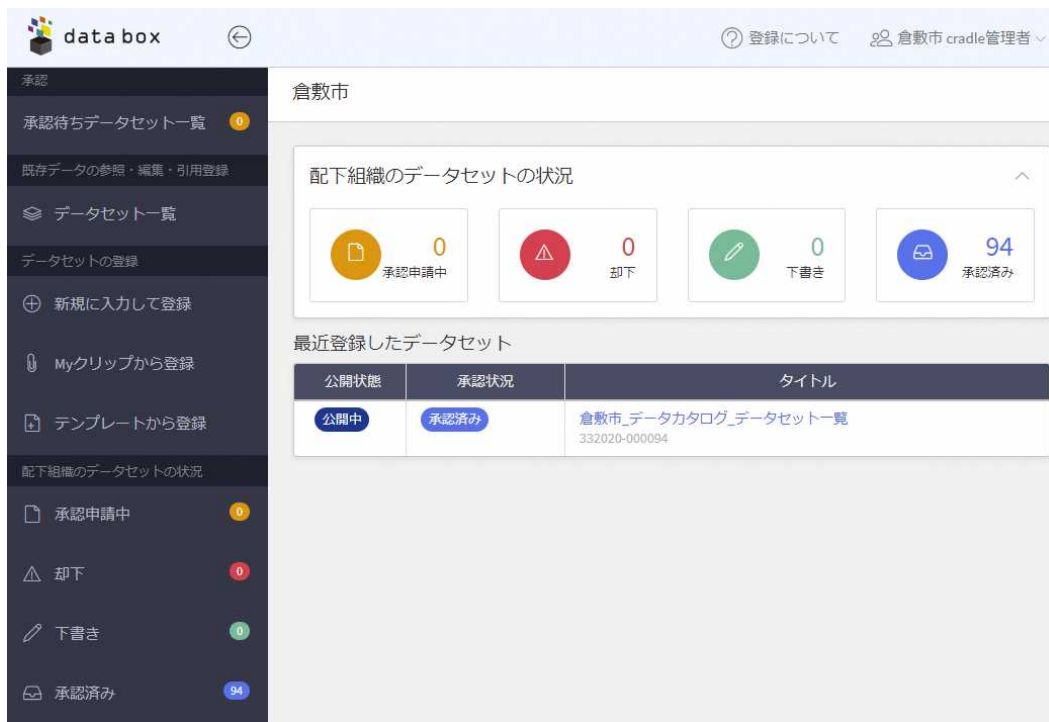 data box
登録について
倉敷市 cradle管理者
承認
承認待ちデータセット一覧 0
既存データの参照・編集・引用登録
データセット一覧
データセットの登録
新規に入力して登録
Myクリップから登録
テンプレートから登録
配下組織のデータセットの状況
承認申請中 0
却下 0
下書き 0
承認済み 94
倉敷市
配下組織のデータセットの状況
0
承認申請中
0
却下
0
下書き
94
承認済み
最近登録したデータセット
公開状態 承認状況 タイトル
公開中 承認済み 倉敷市_データカタログ_データセット一覧
332020-000094